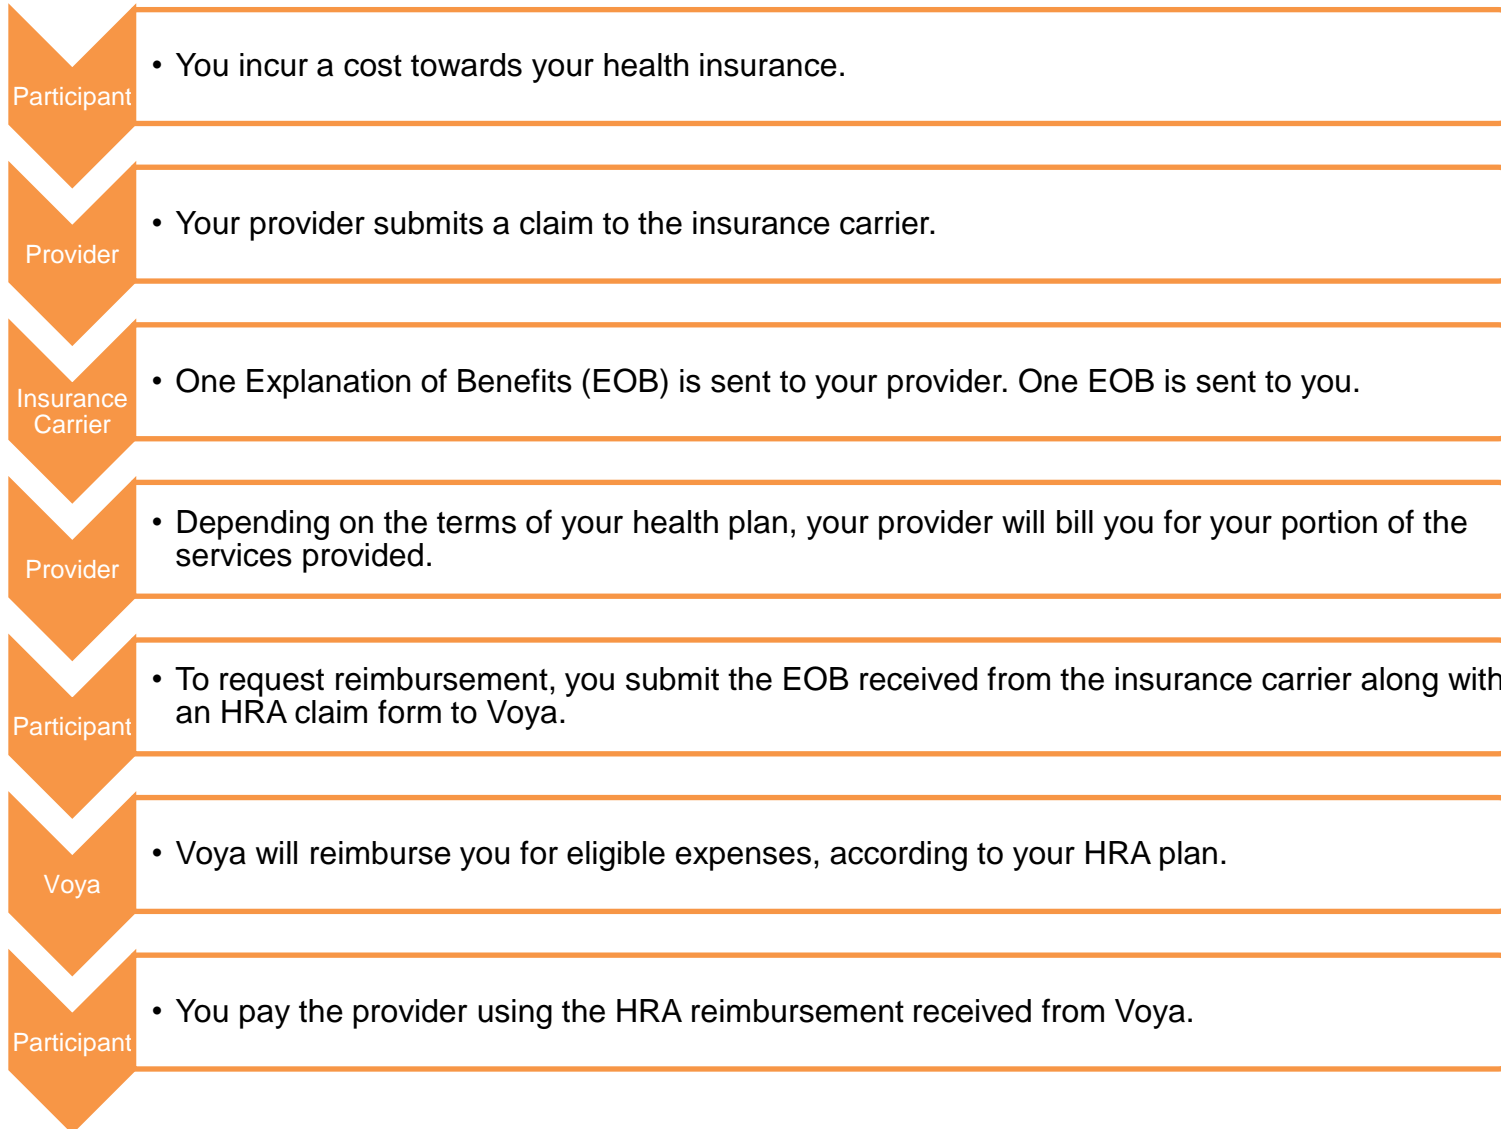 Participant
• You incur a cost towards your health insurance.
Provider
• Your provider submits a claim to the insurance carrier.
Insurance
Carrier
• One Explanation of Benefits (EOB) is sent to your provider. One EOB is sent to you.
Provider
• Depending on the terms of your health plan, your provider will bill you for your portion of the
services provided.
Participant
• To request reimbursement, you submit the EOB received from the insurance carrier along with
an HRA claim form to Voya.
Voya
• Voya will reimburse you for eligible expenses, according to your HRA plan.
Participant
• You pay the provider using the HRA reimbursement received from Voya.